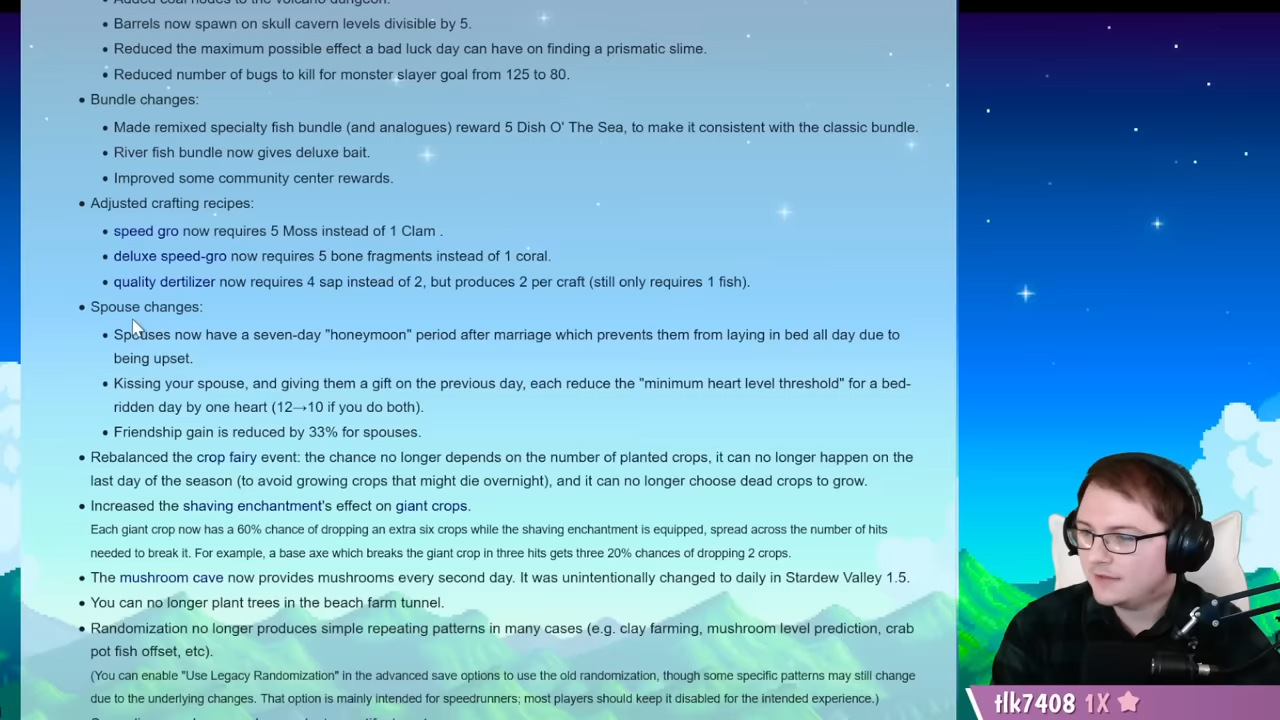 Added coal nodes to the volcano dungeon.
• Barrels now spawn on skull cavern levels divisible by 5.
• Reduced the maximum possible effect a bad luck day can have on finding a prismatic slime.
• Reduced number of bugs to kill for monster slayer goal from 125 to 80.
• Bundle changes:
• Made remixed specialty fish bundle (and analogues) reward 5 Dish O' The Sea, to make it consistent with the classic bundle.
• River fish bundle now gives deluxe bait.
• Improved some community center rewards.
• Adjusted crafting recipes:
• speed gro now requires 5 Moss instead of 1 Clam .
• deluxe speed-gro now requires 5 bone fragments instead of 1 coral.
• quality dertilizer now requires 4 sap instead of 2, but produces 2 per craft (still only requires 1 fish).
• Spouse changes:
• Spouses now have a seven-day "honeymoon" period after marriage which prevents them from laying in bed all day due to
being upset.
• Kissing your spouse, and giving them a gift on the previous day, each reduce the "minimum heart level threshold" for a bed-
ridden day by one heart (12→10 if you do both).
• Friendship gain is reduced by 33% for spouses.
• Rebalanced the crop fairy event: the chance no longer depends on the number of planted crops, it can no longer happen on the
last day of the season (to avoid growing crops that might die overnight), and it can no longer choose dead crops to grow.
• Increased the shaving enchantment's effect on giant crops.
Each giant crop now has a 60% chance of dropping an extra six crops while the shaving enchantment is equipped, spread across the number of hits
needed to break it. For example, a base axe which breaks the giant crop in three hits gets three 20% chances of dropping 2 crops.
• The mushroom cave now provides mushrooms every second day. It was unintentionally changed to daily in Stardew Valley 1.5.
• You can no longer plant trees in the beach farm tunnel.
• Randomization no longer produces simple repeating patterns in many cases (e.g. clay farming, mushroom level prediction, crab
pot fish offset, etc).
(You can enable "Use Legacy Randomization" in the advanced save options to use the old randomization, though some specific patterns may still change
due to the underlying changes. That option is mainly intended for speedrunners; most players should keep it disabled for the intended experience.)
tlk7408 1X